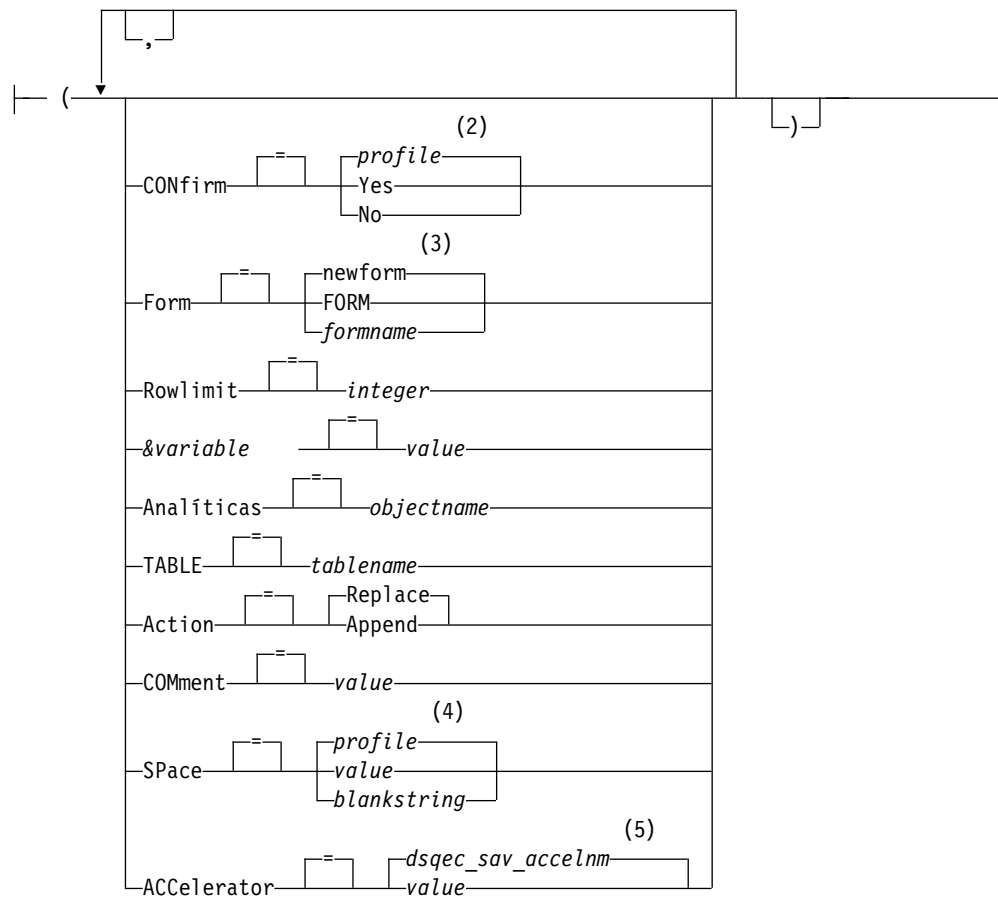 ,
(
)
(2)
=
profile
CONfirm
Yes
No
(3)
=
newform
Form
FORM
formname
=
Rowlimit
integer
=
&variable
value
=
Analíticas
objectname
=
TABLE
tablename
=
Replace
Action
Append
=
COMment
value
(4)
=
profile
SPace
value
blankstring
(5)
=
dsqec_sav_accelnm
ACCelerator
value